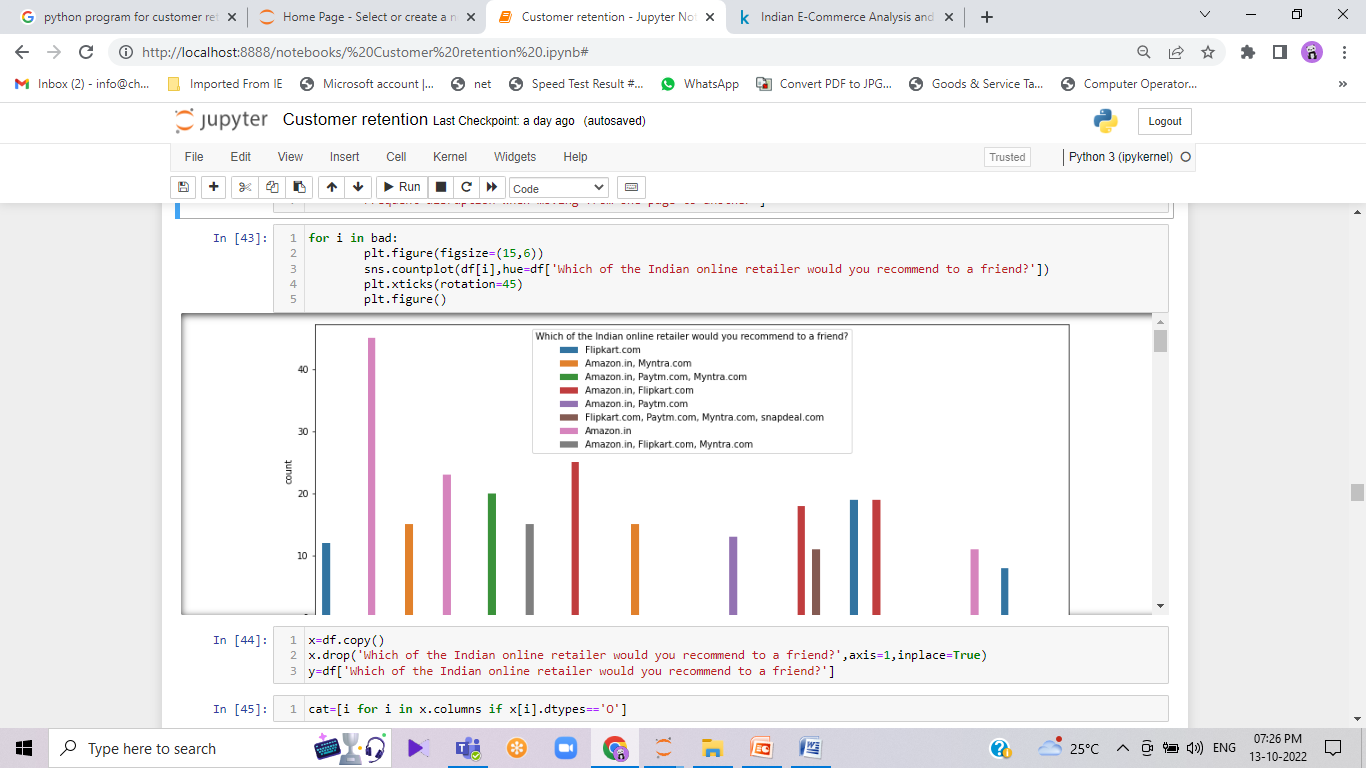 python program for customer ret
Home Page - Select or create a n
Customer retention - Jupyter Not
Indian E-Commerce Analysis and
http://localhost:8888/notebooks/%20Customer%20retention%20.ipynb#
Inbox (2) - info@ch...
Imported From IE
Microsoft account |...
net
Speed Test Result #...
WhatsApp
Convert PDF to JPG...
Goods & Service Ta...
Computer Operator...
»
jupyter Customer retention Last Checkpoint: a day ago (autosaved)
Logout
File Edit View Insert Cell Kernel Widgets Help
Trusted
Python 3 (ipykernel)
Run
Code
In [43]:
1 for i in bad:
2 plt.figure(figsize=(15,6))
3 sns.countplot(df[i],hue=df['Which of the Indian online retailer would you recommend to a friend?'])
4 plt.xticks(rotation=45)
5 plt.figure()
Which of the Indian online retailer would you recommend to a friend?
Flipkart.com
Amazon.in, Myntra.com
Amazon.in, Paytm.com, Myntra.com
Amazon.in, Flipkart.com
Amazon.in, Paytm.com
Flipkart.com, Paytm.com, Myntra.com, snapdeal.com
Amazon.in
Amazon.in, Flipkart.com, Myntra.com
40
30
20
10
count
In [44]:
1 x=df.copy()
2 x.drop('Which of the Indian online retailer would you recommend to a friend?',axis=1,inplace=True)
3 y=df['Which of the Indian online retailer would you recommend to a friend?']
In [45]:
1 cat=[i for i in x.columns if x[i].dtypes=='O']
Type here to search
25°C
ENG
07:26 PM
13-10-2022